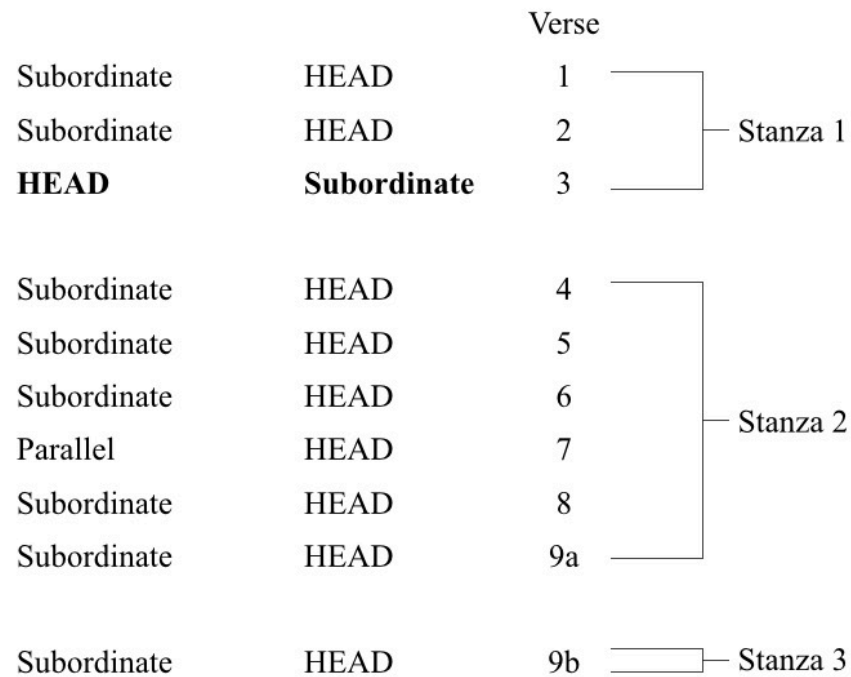 Verse
Subordinate HEAD 1
Subordinate HEAD 2 Stanza 1
HEAD Subordinate 3
Subordinate HEAD 4
Subordinate HEAD 5
Subordinate HEAD 6
Stanza 2
Parallel HEAD 7
Subordinate HEAD 8
Subordinate HEAD 9a
Subordinate HEAD 9b Stanza 3